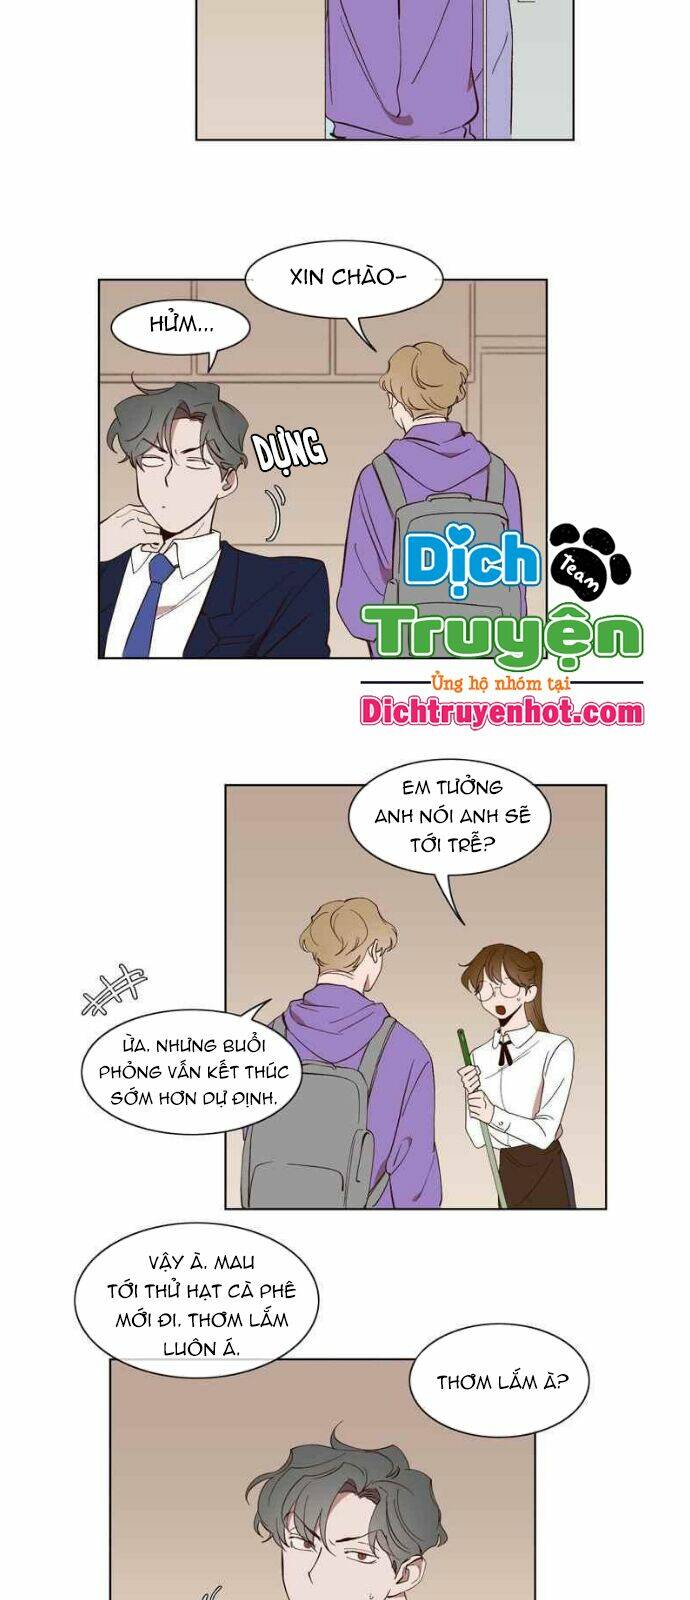 XIN CHÀO-
HỬM...
DỰNG
Dịch
team
Truyện
Ủng hộ nhóm tại
Dichtruyenhot.com
EM TƯỞNG
ANH NÓI ANH SẼ
TỚI TRỄ?
ỪA. NHƯNG BUỔI
PHỎNG VẤN KẾT THÚC
SỚM HƠN DỰ ĐỊNH.
VẬY À. MAU
TỚI THỬ HẠT CÀ PHÊ
MỚI ĐI. THƠM LẮM
LUÔN Á.
THƠM LẮM À?